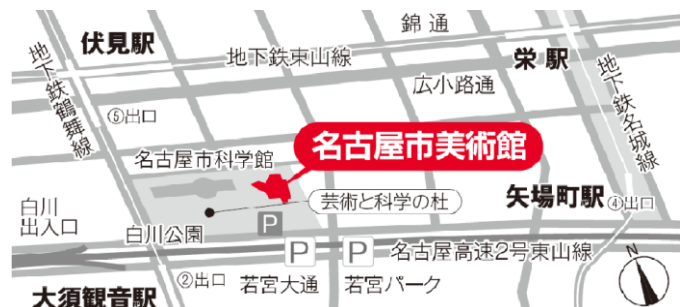 錦通
伏見駅
地下鉄東山線
栄駅
広小路通
地下鉄鶴舞線
地下鉄名城線
⑤出口
名古屋市科学館
名古屋市美術館
芸術と科学の杜
矢場町駅
④出口
白川
出入口
白川公園
P
P
P
名古屋高速2号東山線
②出口
若宮大通
若宮パーク
大須観音駅
N